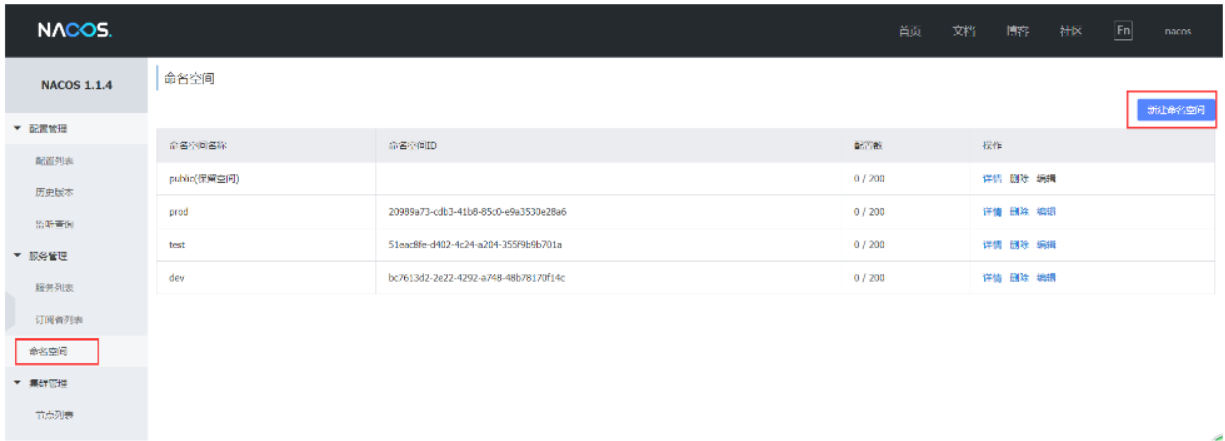 NACOS.
首页 文档 博客 社区 En nacos
NACOS 1.1.4
命名空间
新建命名空间
配置管理
配置列表
历史版本
监听查询
服务管理
服务列表
订阅者列表
命名空间
集群管理
节点列表
命名空间名称 命名空间ID 配置数 操作
public(保留空间) 0 / 200 详情 删除 编辑
prod 20989a73-cdb3-41b8-85c0-e9a3530e28a6 0 / 200 详情 删除 编辑
test 51eac8fe-d402-4c24-a204-355f9b9b701a 0 / 200 详情 删除 编辑
dev bc7613d2-2e22-4292-a748-48b78170f14c 0 / 200 详情 删除 编辑